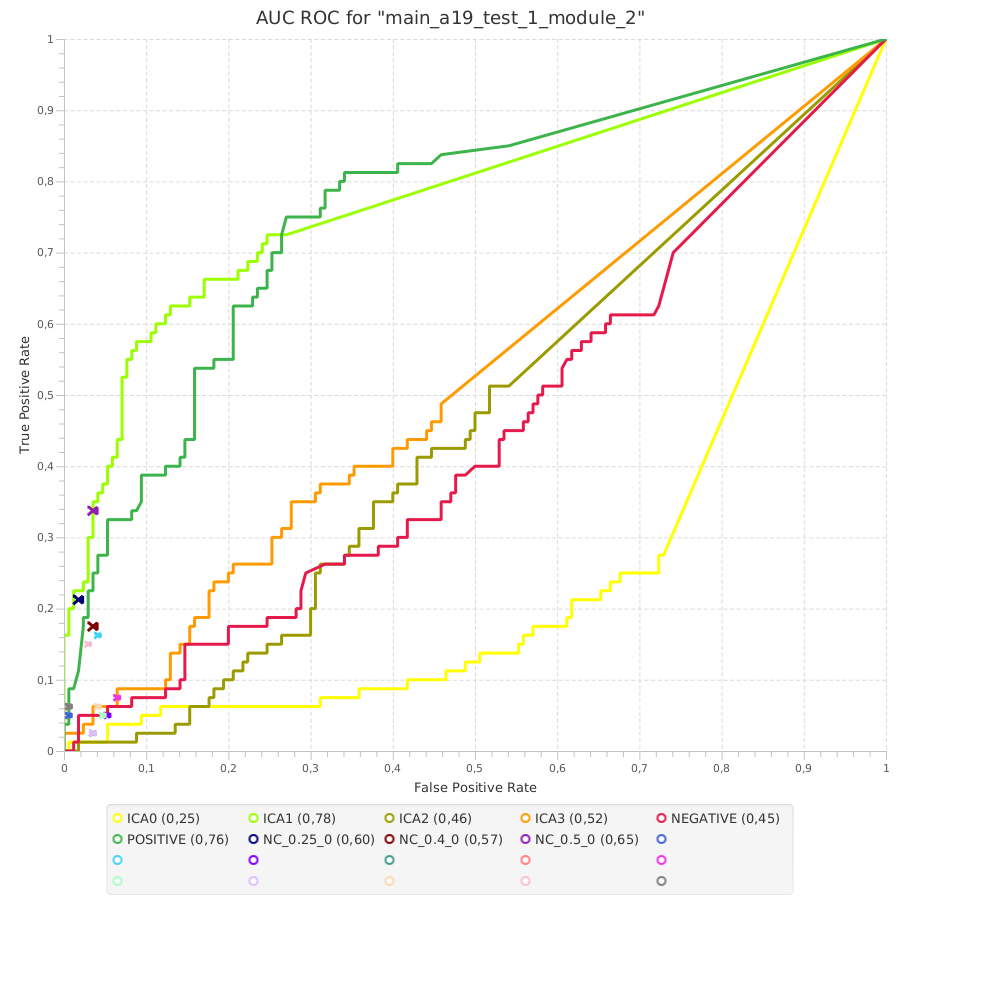 AUC ROC for "main_a19_test_1_module_2"
1
0,9
0,8
0,7
0,6
0,5
0,4
0,3
0,2
0,1
0
True Positive Rate
0 0,1 0,2 0,3 0,4 0,5 0,6 0,7 0,8 0,9 1
False Positive Rate
ICA0 (0,25) ICA1 (0,78) ICA2 (0,46) ICA3 (0,52) NEGATIVE (0,45)
POSITIVE (0,76) NC_0.25_0 (0,60) NC_0.4_0 (0,57) NC_0.5_0 (0,65)